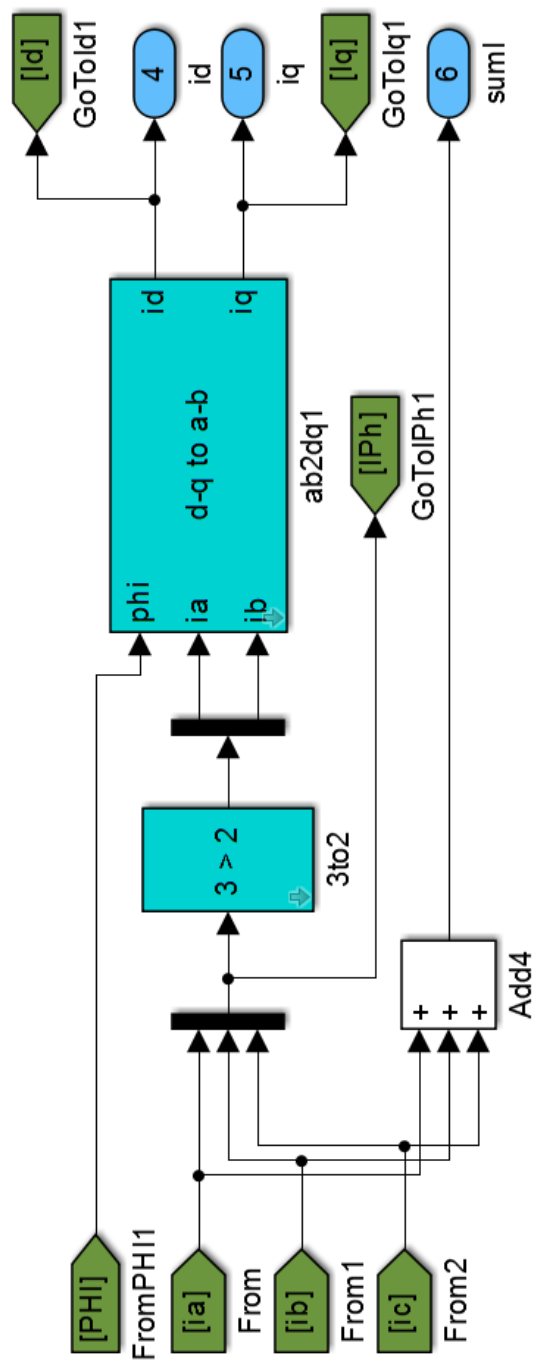 [PHI]
FromPHI1
[ia]
From
[ib]
From1
[ic]
From2
+
+
+
Add4
3 > 2
3to2
phi
ia
ib
d-q to a-b
id
iq
ab2dq1
[IPh]
GoToIPh1
[Id]
GoToId1
4
id
5
iq
[Iq]
GoToIq1
6
sumI